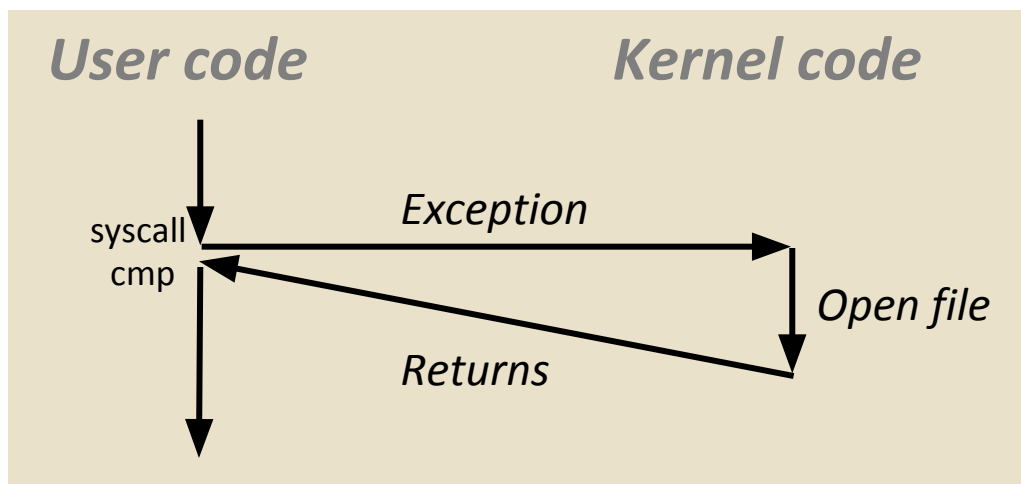 User code
Kernel code
Exception
syscall
cmp
Open file
Returns